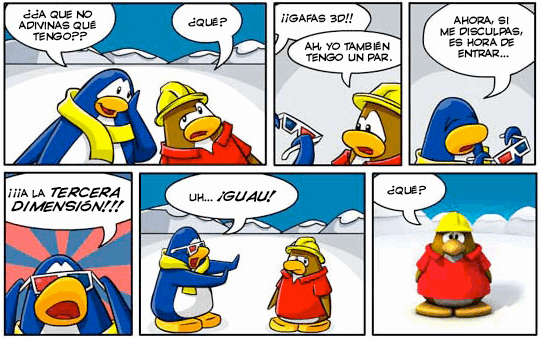 ¿¿A QUE NO
ADIVINAS QUÉ
TENGO??
¿QUÉ?
¡¡GAFAS 3D!!
AH, YO TAMBIÉN
TENGO UN PAR.
AHORA, SI
ME DISCULPAS,
ES HORA DE
ENTRAR...
¡¡¡A LA TERCERA
DIMENSIÓN!!!
UH... ¡GUAU!
¿QUÉ?